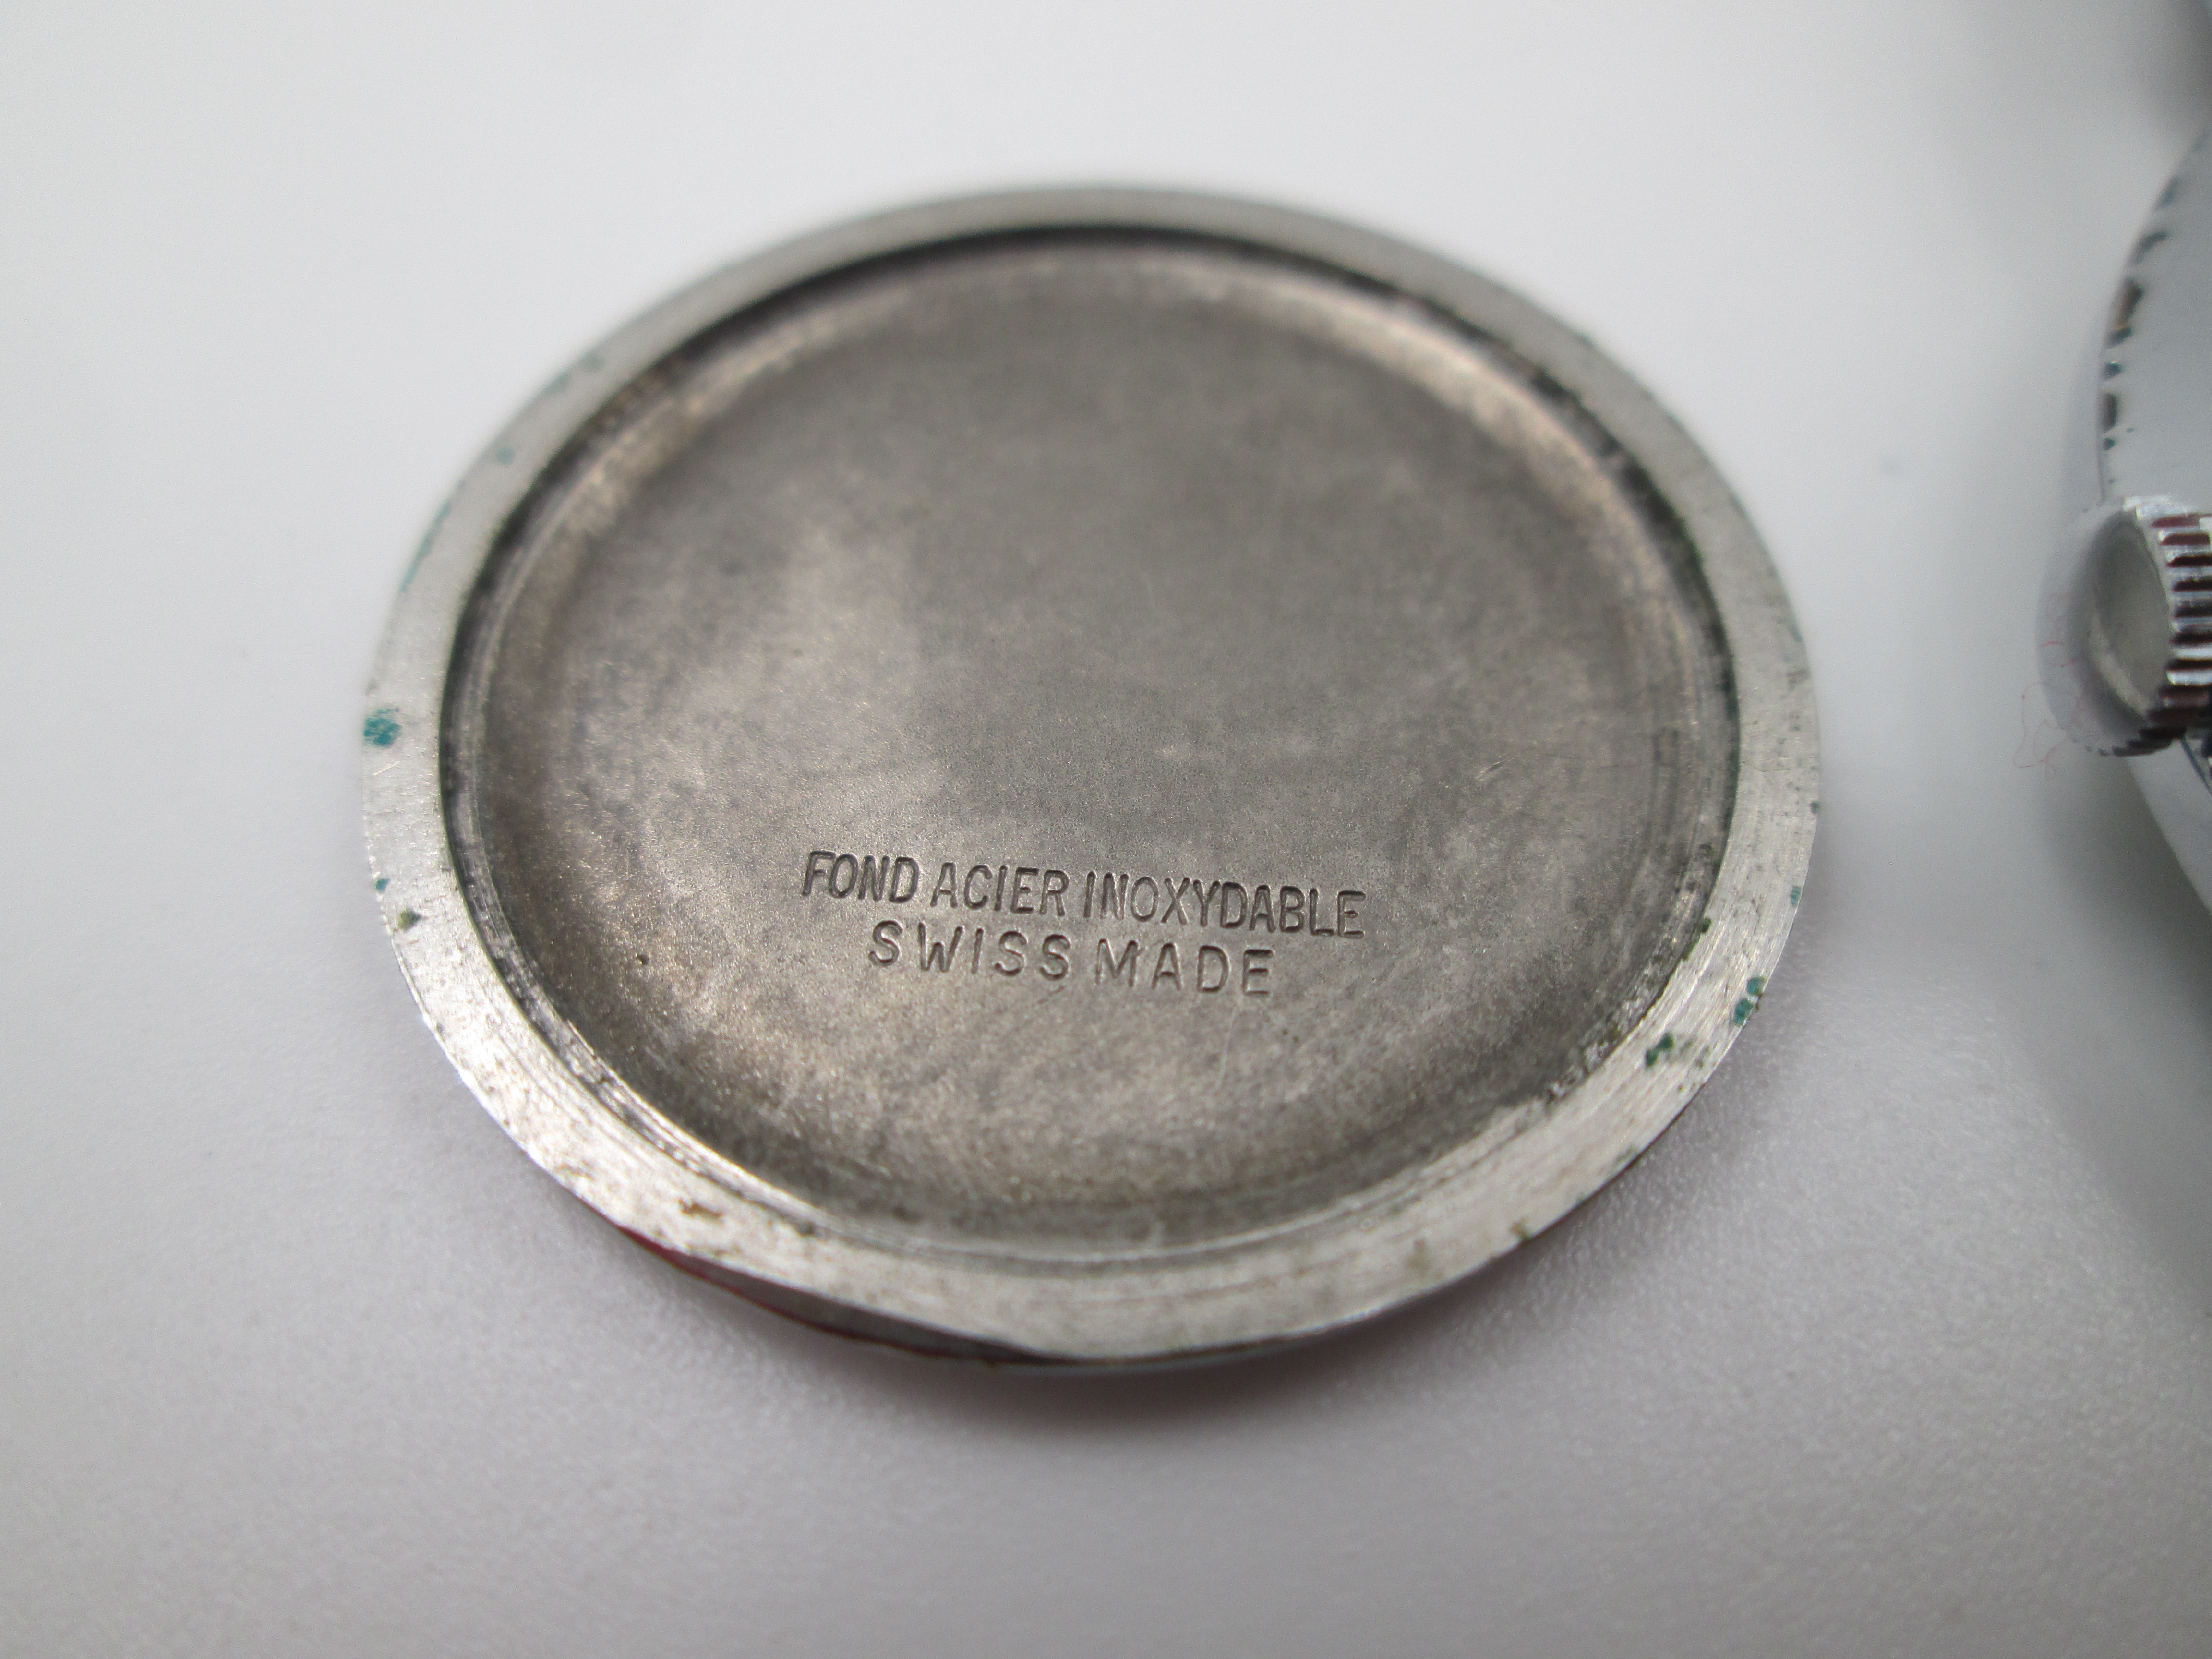 FOND ACIER INOXYDABLE
SWISS MADE